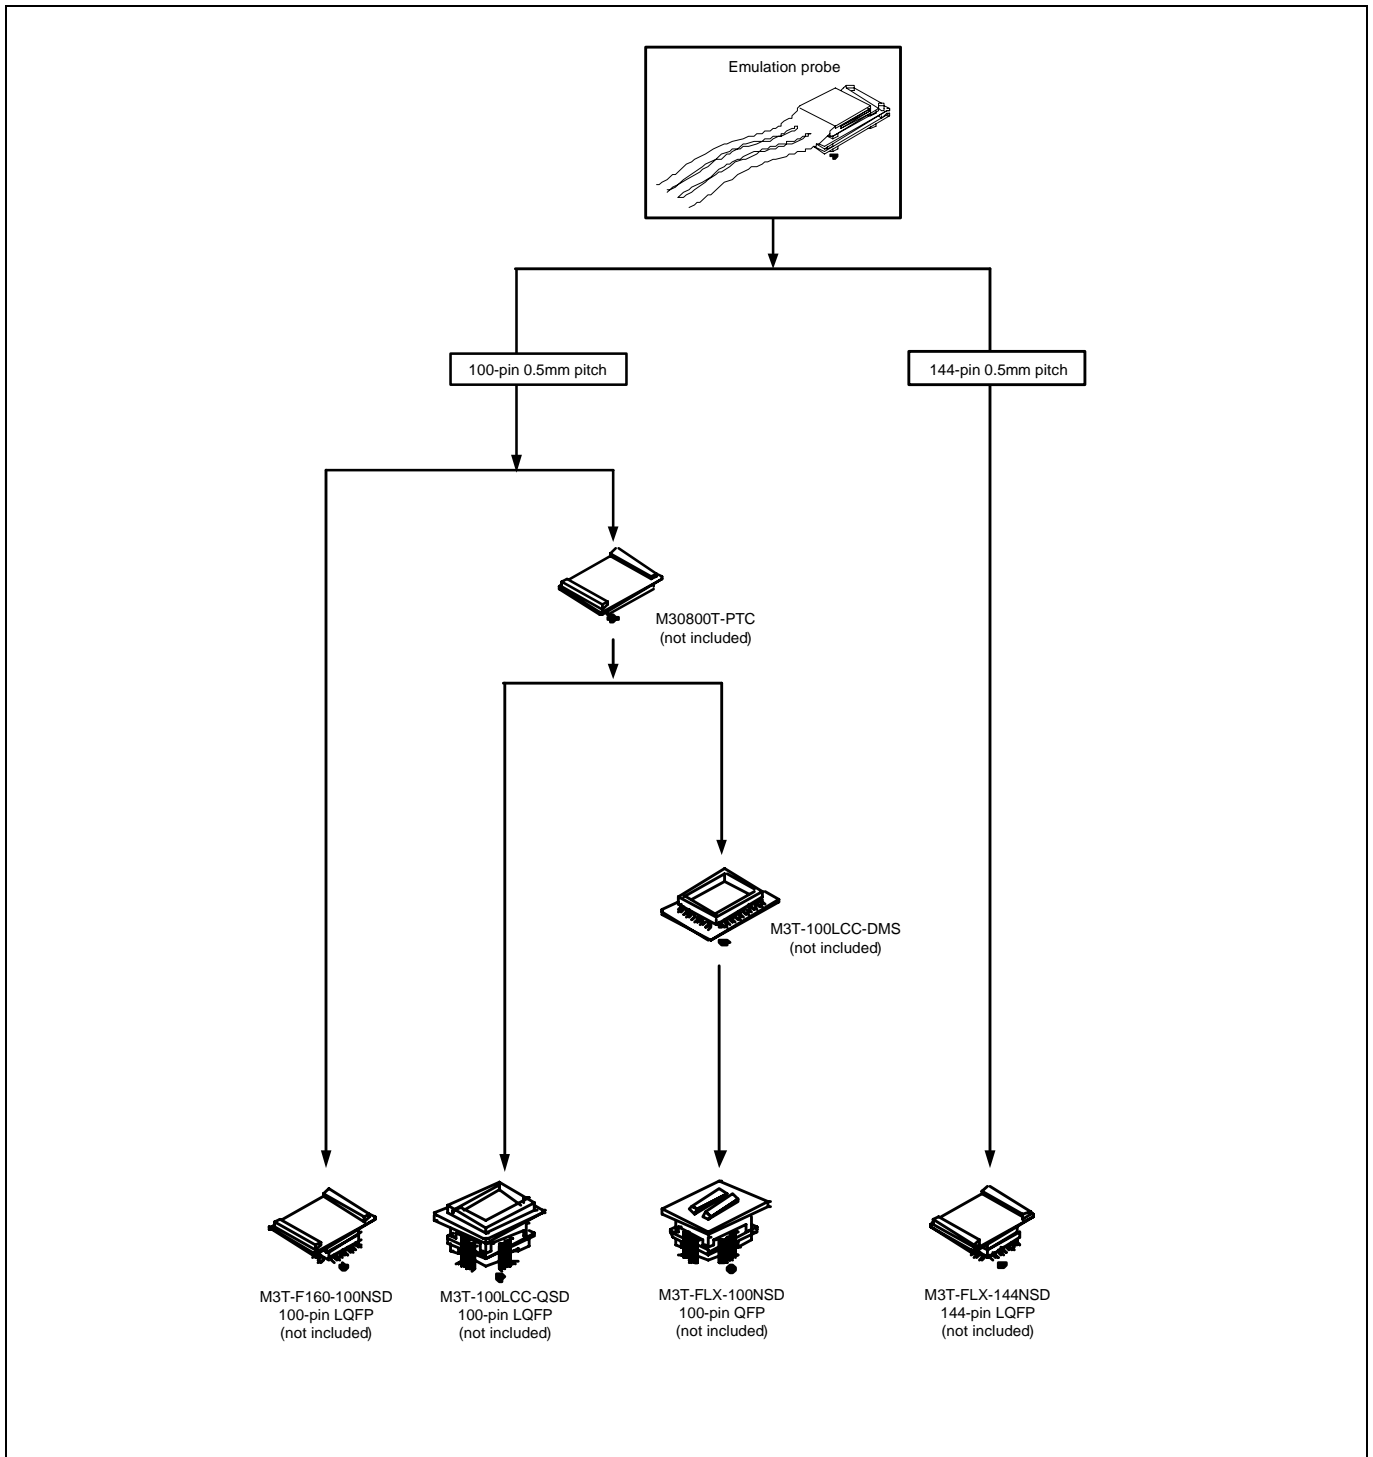 Emulation probe
100-pin 0.5mm pitch
144-pin 0.5mm pitch
M30800T-PTC
(not included)
M3T-100LCC-DMS
(not included)
M3T-F160-100NSD
100-pin LQFP
(not included)
M3T-100LCC-QSD
100-pin LQFP
(not included)
M3T-FLX-100NSD
100-pin QFP
(not included)
M3T-FLX-144NSD
144-pin LQFP
(not included)